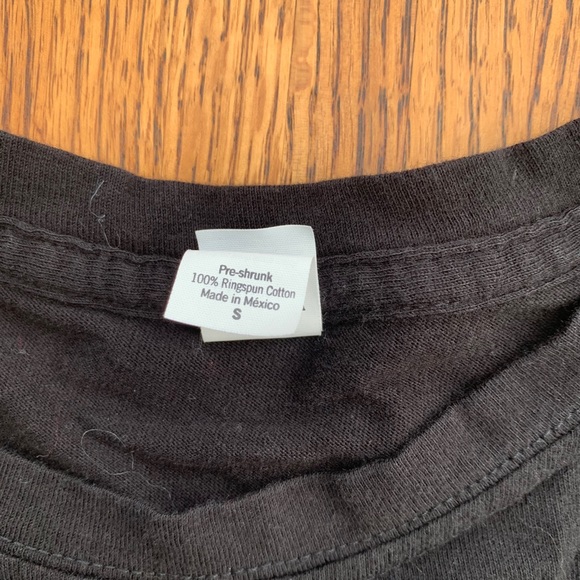 Pre-shrunk
100% Ringspun Cotton
Made in México
S